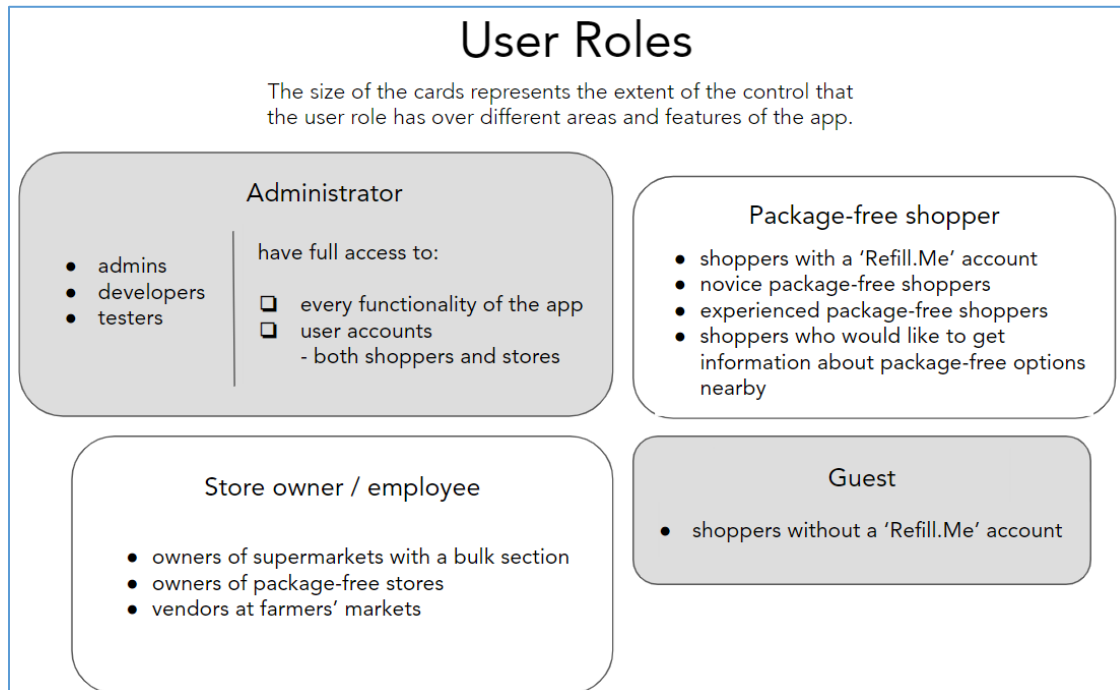 User Roles
The size of the cards represents the extent of the control that
the user role has over different areas and features of the app.
Administrator
● admins
● developers
● testers
have full access to:
❏ every functionality of the app
❏ user accounts
- both shoppers and stores
Package-free shopper
● shoppers with a ‘Refill.Me’ account
● novice package-free shoppers
● experienced package-free shoppers
● shoppers who would like to get
information about package-free options
nearby
Store owner / employee
● owners of supermarkets with a bulk section
● owners of package-free stores
● vendors at farmers’ markets
Guest
● shoppers without a ‘Refill.Me’ account